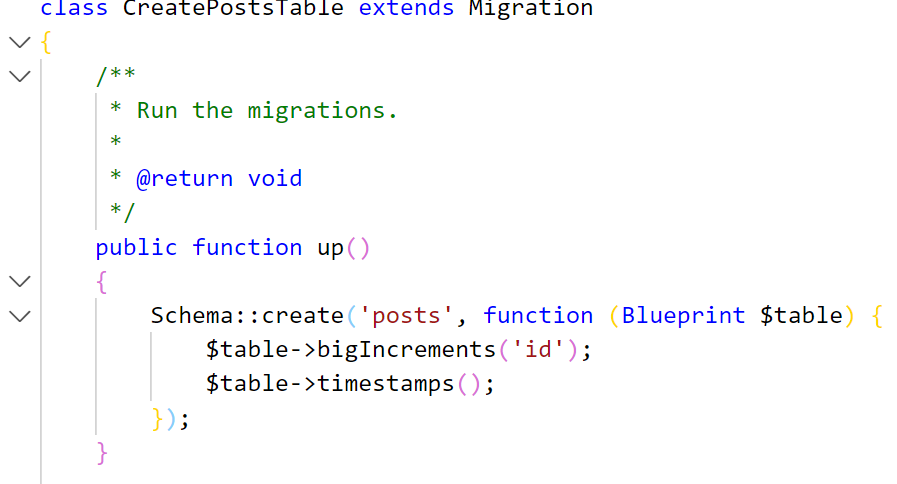 class CreatePostsTable extends Migration
{
/**
* Run the migrations.
*
* @return void
*/
public function up()
{
Schema::create('posts', function (Blueprint $table) {
$table->bigIncrements('id');
$table->timestamps();
});
}